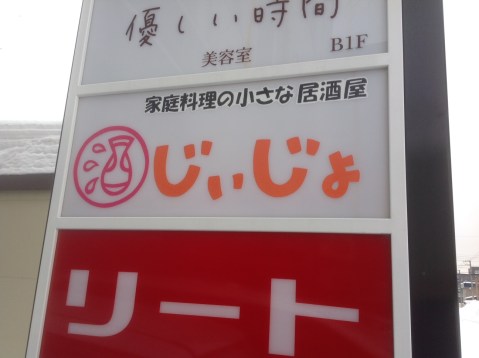 優しい時間
美容室 B1F
家庭料理の小さな居酒屋
酒 じぃじょ
リート